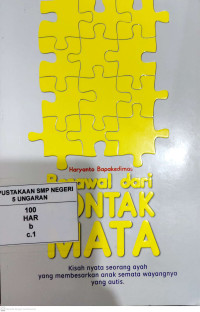 Haryanto Bapakedimas
Berawal dari
KONTAK
MATA
PUSTAKAAN SMP NEGERI
5 UNGARAN
100
HAR
b
c.1
Kisah nyata seorang ayah
yang membesarkan anak semata wayangnya
yang autis.